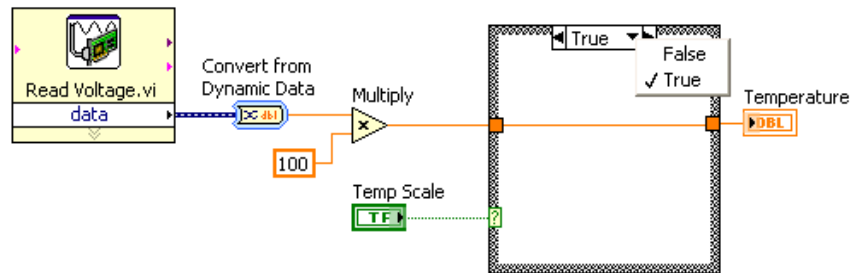 Read Voltage.vi
data
Convert from
Dynamic Data
dbl
Multiply
100
Temp Scale
TF
?
True
False
✓ True
Temperature
DBL